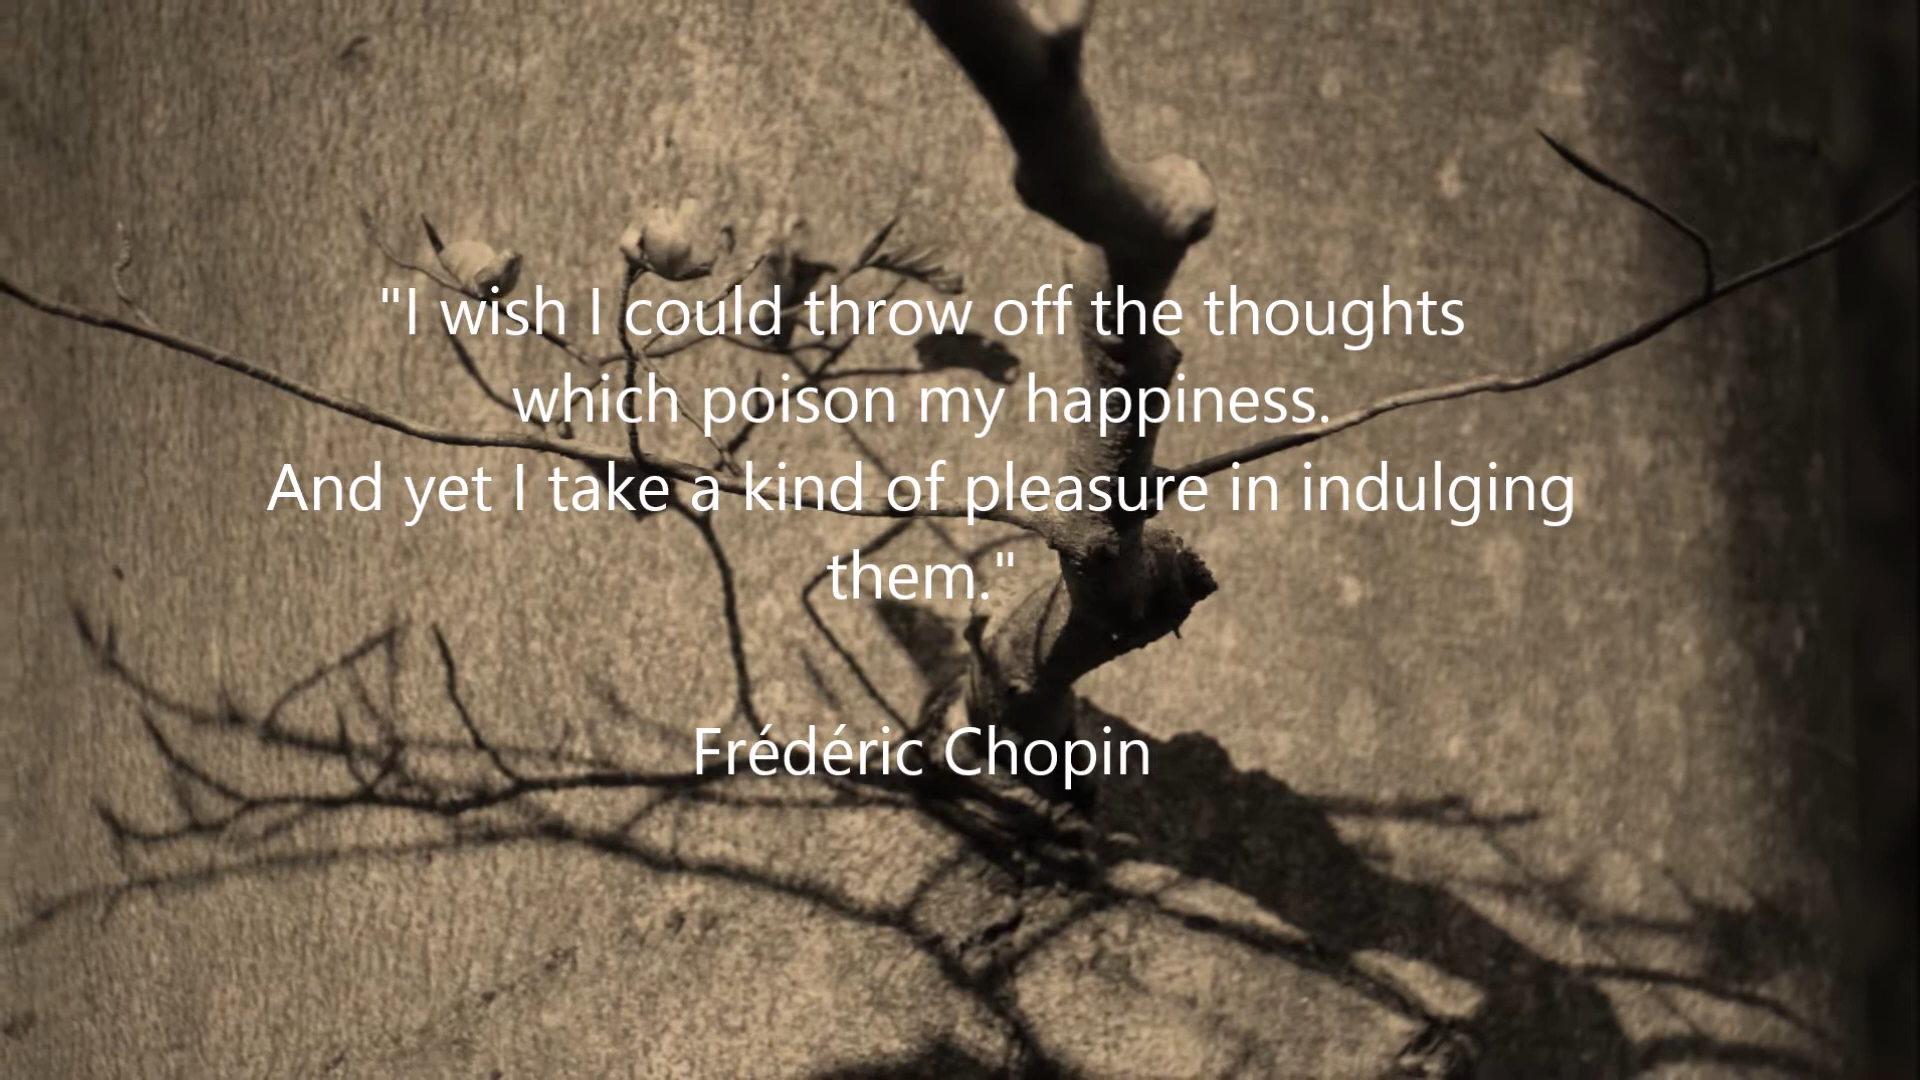 "I wish I could throw off the thoughts
which poison my happiness.
And yet I take a kind of pleasure in indulging
them."
Frédéric Chopin